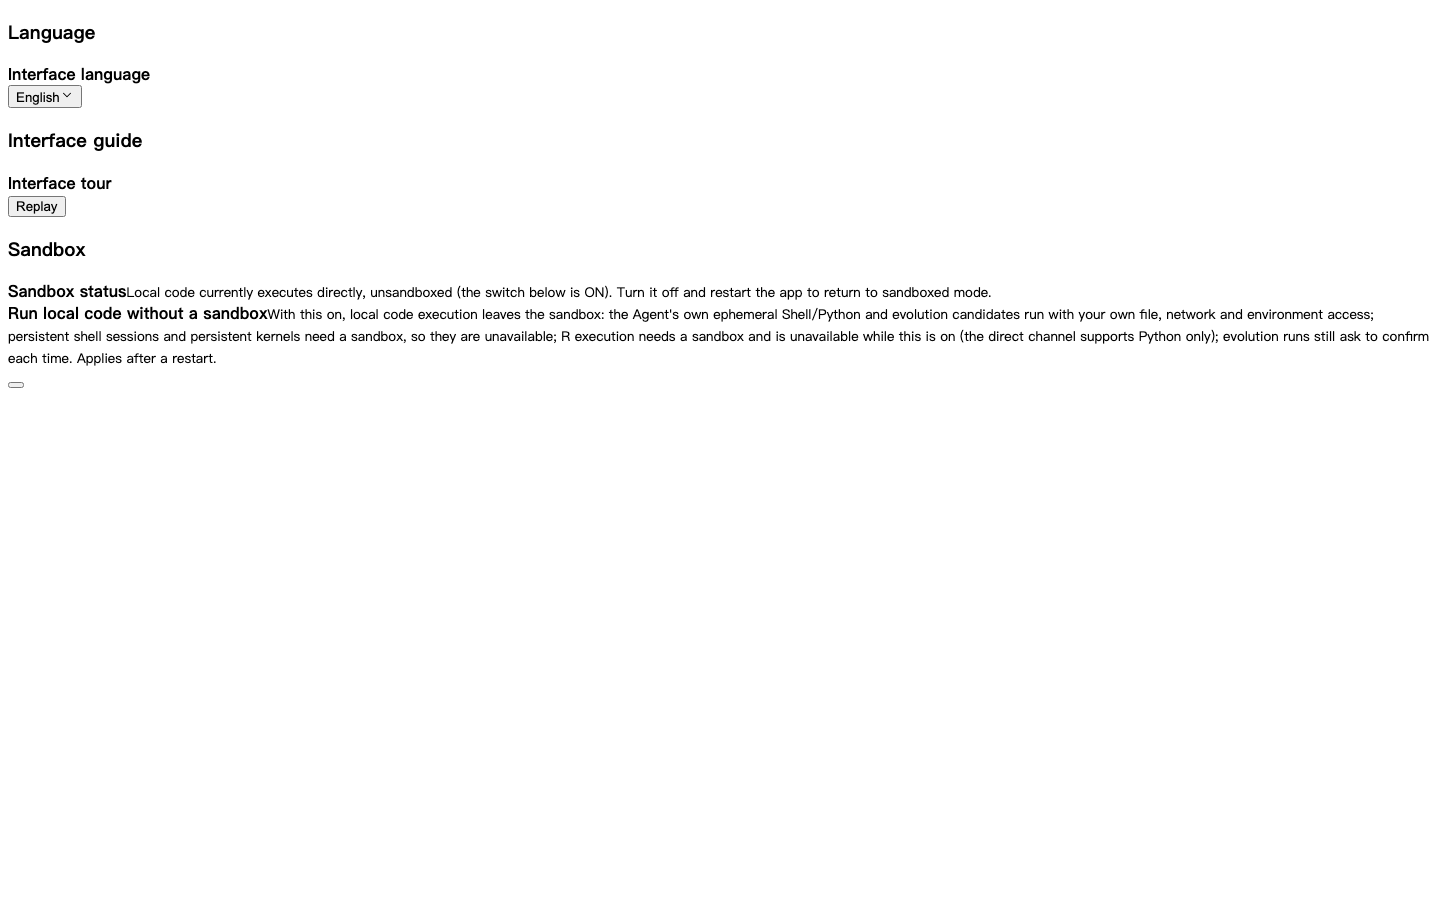 Language
Interface language
English
Interface guide
Interface tour
Replay
Sandbox
Sandbox statusLocal code currently executes directly, unsandboxed (the switch below is ON). Turn it off and restart the app to return to sandboxed mode.
Run local code without a sandboxWith this on, local code execution leaves the sandbox: the Agent's own ephemeral Shell/Python and evolution candidates run with your own file, network and environment access;
persistent shell sessions and persistent kernels need a sandbox, so they are unavailable; R execution needs a sandbox and is unavailable while this is on (the direct channel supports Python only); evolution runs still ask to confirm
each time. Applies after a restart.